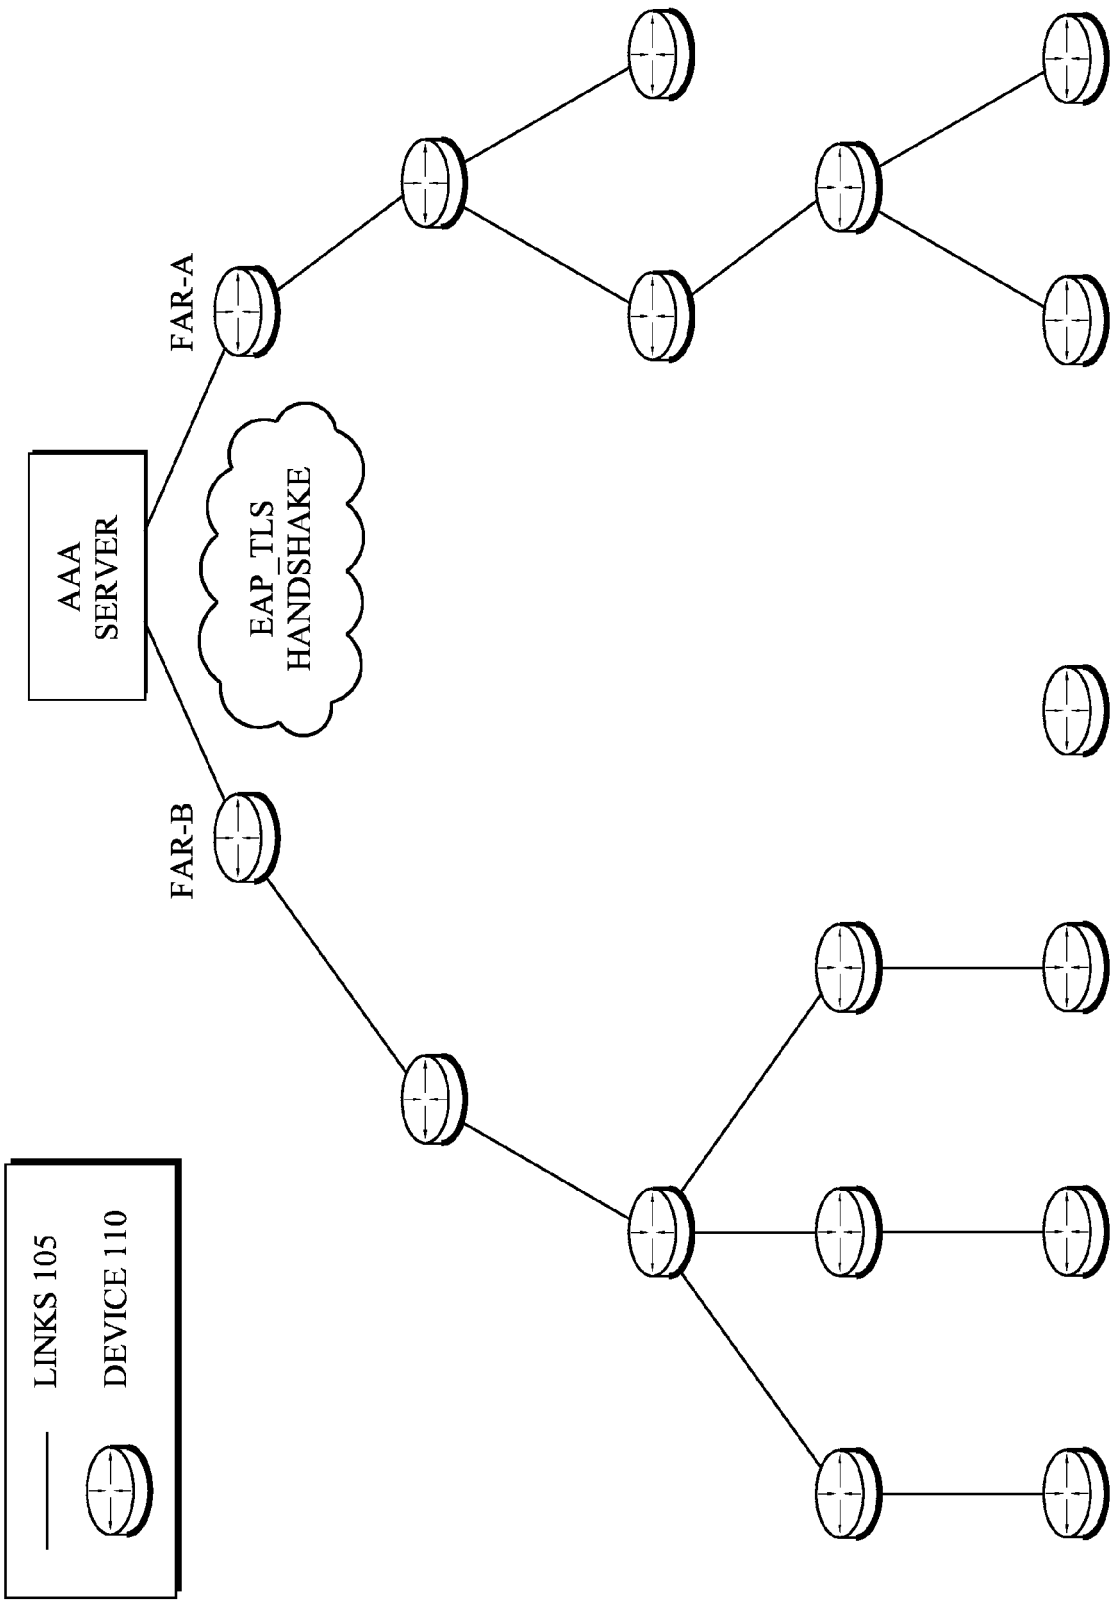 LINKS 105
DEVICE 110
AAA
SERVER
FAR-B
FAR-A
EAP_TLS
HANDSHAKE